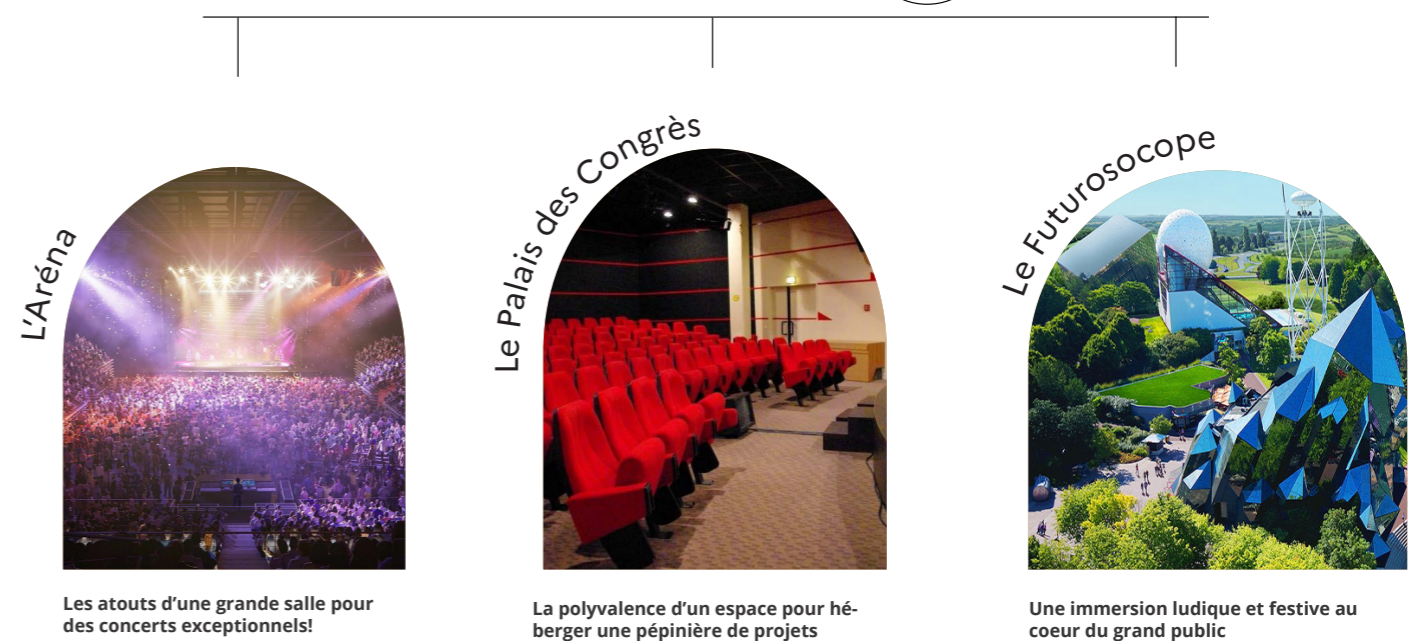 L'Aréna
Le Palais des Congrès
Le Futurosocope
Les atouts d'une grande salle pour
des concerts exceptionnels!
La polyvalence d'un espace pour hé-
berger une pépinière de projets
Une immersion ludique et festive au
coeur du grand public